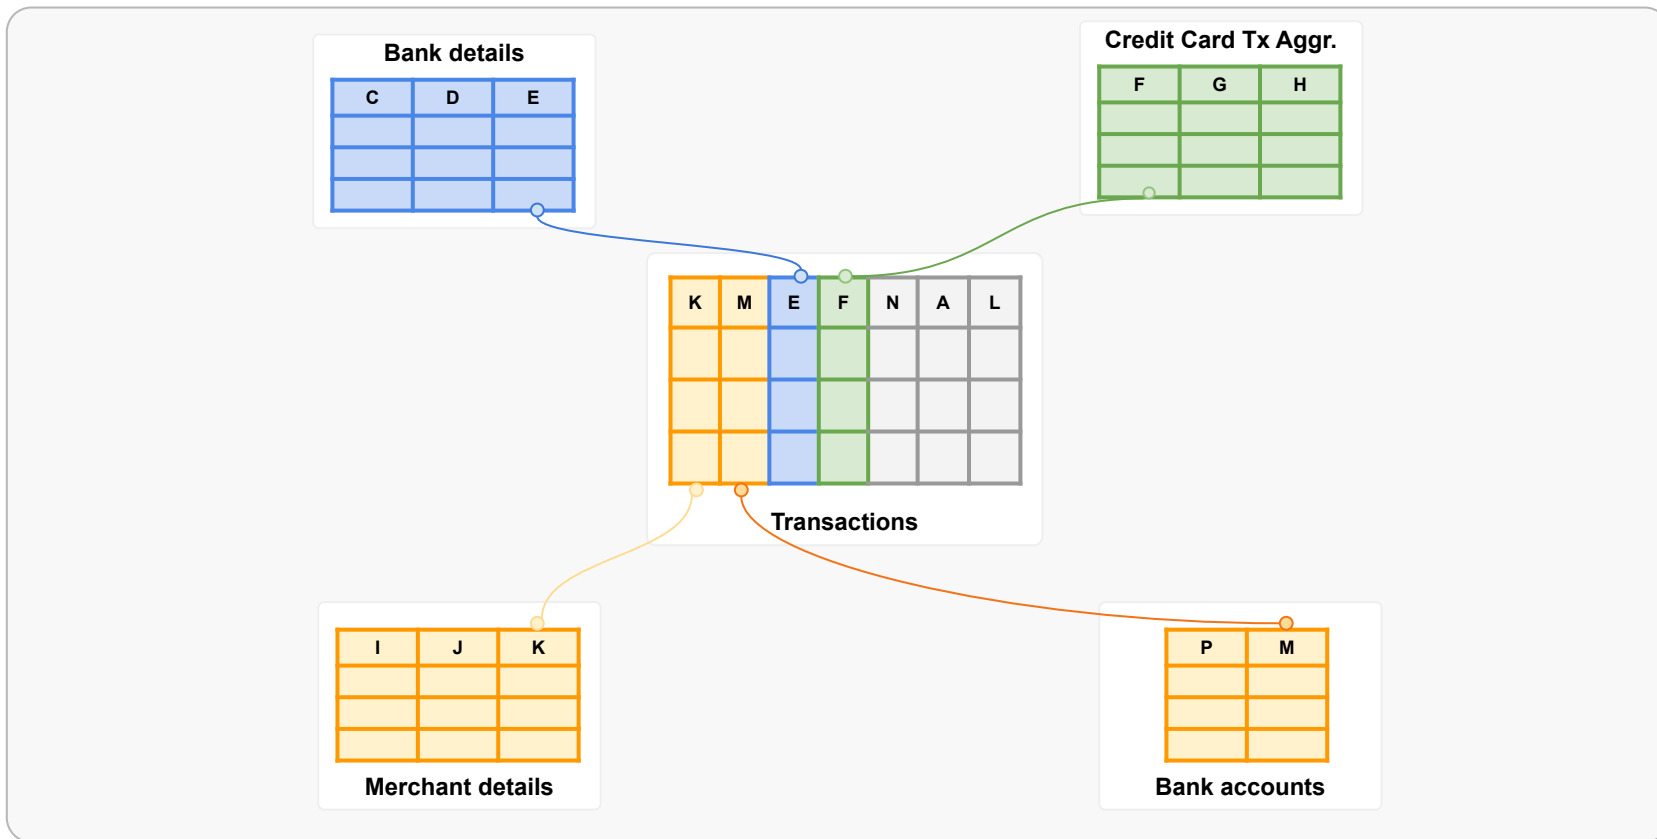 Bank details
C D E
Credit Card Tx Aggr.
F G H
K M E F N A L
Transactions
I J K
Merchant details
P M
Bank accounts